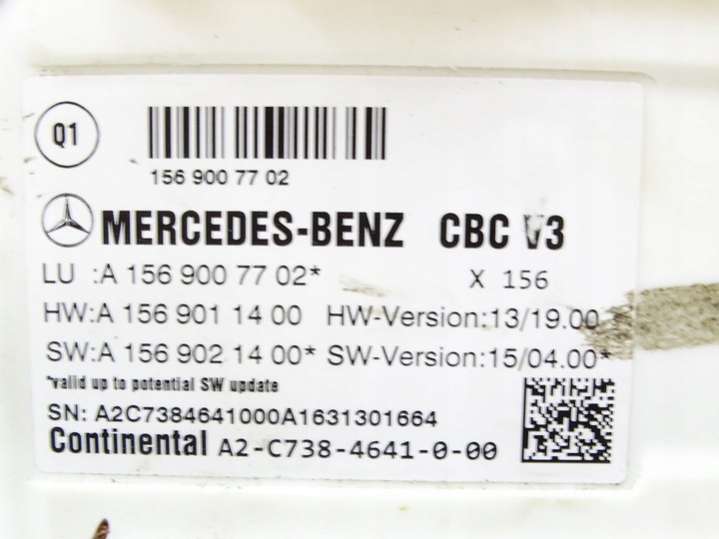 Q1
156 900 77 02
MERCEDES-BENZ CBC V3
LU :A 156 900 77 02* X 156
HW:A 156 901 14 00 HW-Version:13/19.00
SW:A 156 902 14 00* SW-Version:15/04.00*
*valid up to potential SW update
SN: A2C7384641000A1631301664
Continental A2-C738-4641-0-00